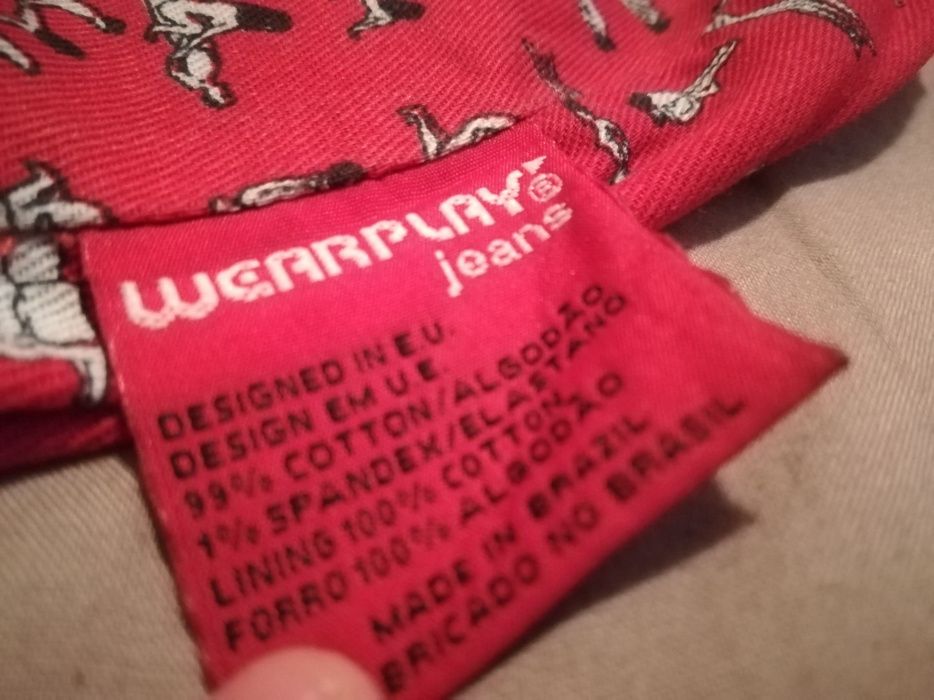 WEARPLAY®
jeans
DESIGNED IN E.U.
DESIGN EM U.E.
99% COTTON/ALGODÃO
1% SPANDEX/ELASTANO
LINING 100% COTTON
FORRO 100% ALGODÃO
MADE IN BRAZIL
BRICADO NO BRASIL